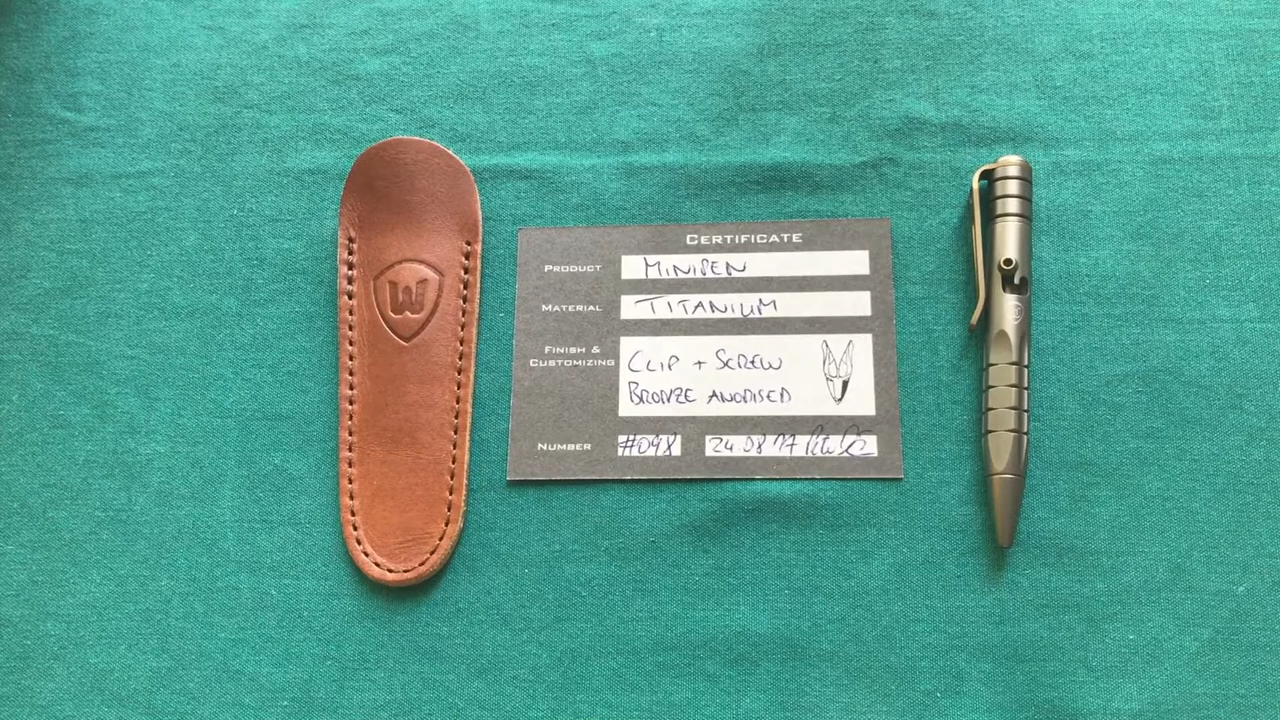 W
CERTIFICATE
PRODUCT MINIPEN
MATERIAL TITANIUM
FINISH & CUSTOMIZING CLIP + SCREW
BRONZE ANODISED
NUMBER #098 24.08.17